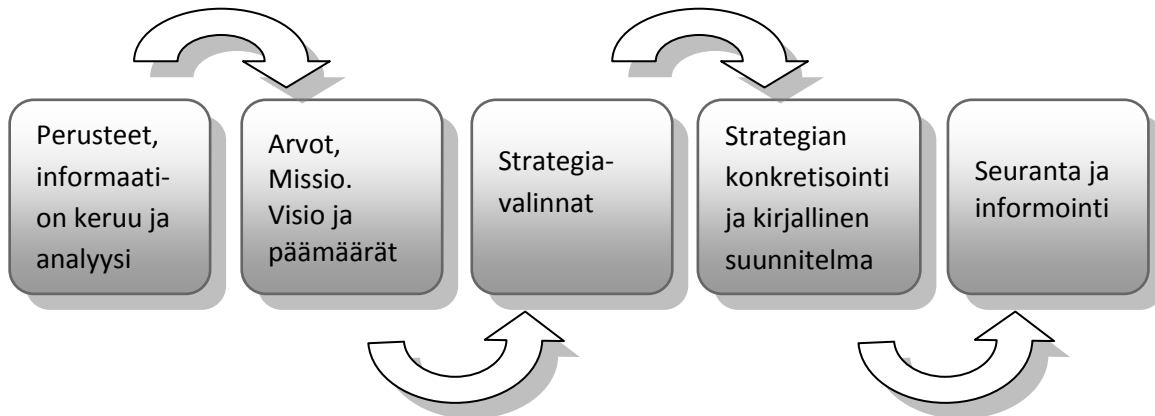 Perusteet,
informaati-
on keruu ja
analyysi
Arvot,
Missio.
Visio ja
päämäärät
Strategia-
valinnat
Strategian
konkretisointi
ja kirjallinen
suunnitelma
Seuranta ja
informointi